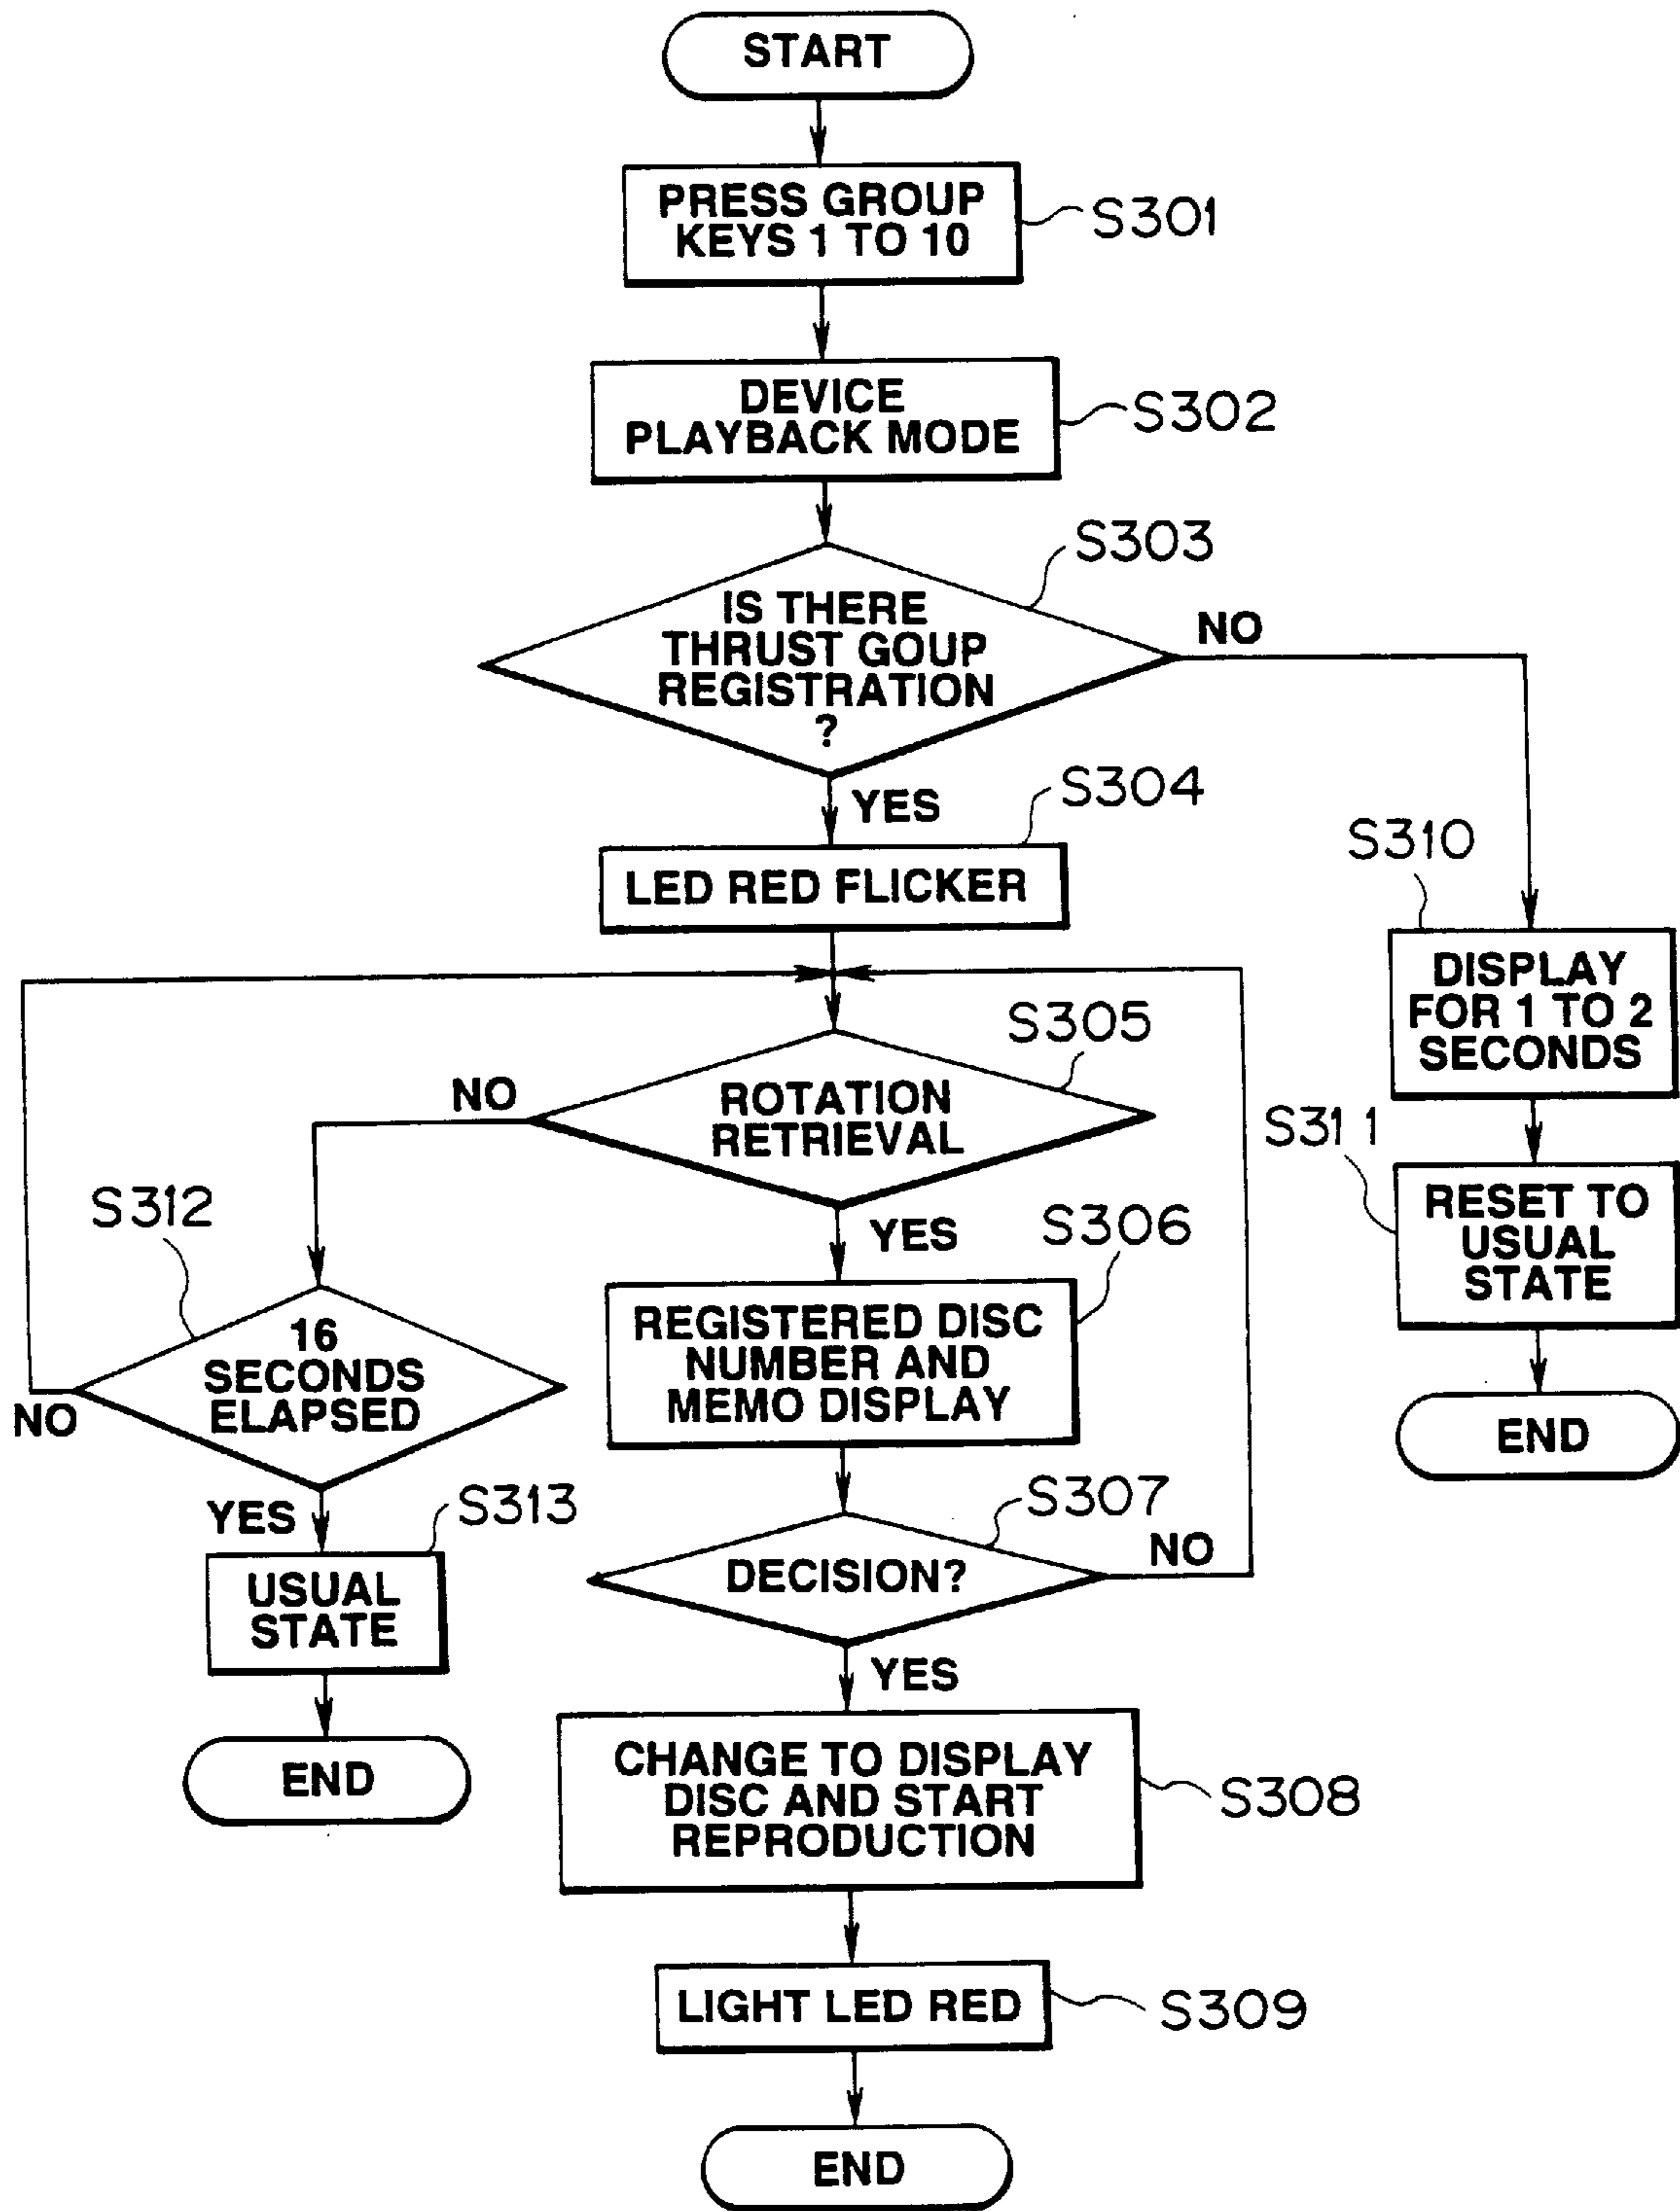 START
PRESS GROUP
KEYS 1 TO 10
S301
DEVICE
PLAYBACK MODE
S302
S303
IS THERE
THRUST GOUP
REGISTRATION
?
NO
YES
S304
LED RED FLICKER
S310
DISPLAY
FOR 1 TO 2
SECONDS
S305
ROTATION
RETRIEVAL
NO
YES
S311
RESET TO
USUAL
STATE
END
S312
16
SECONDS
ELAPSED
NO
YES
S306
REGISTERED DISC
NUMBER AND
MEMO DISPLAY
S313
USUAL
STATE
END
S307
DECISION?
NO
YES
CHANGE TO DISPLAY
DISC AND START
REPRODUCTION
S308
LIGHT LED RED
S309
END